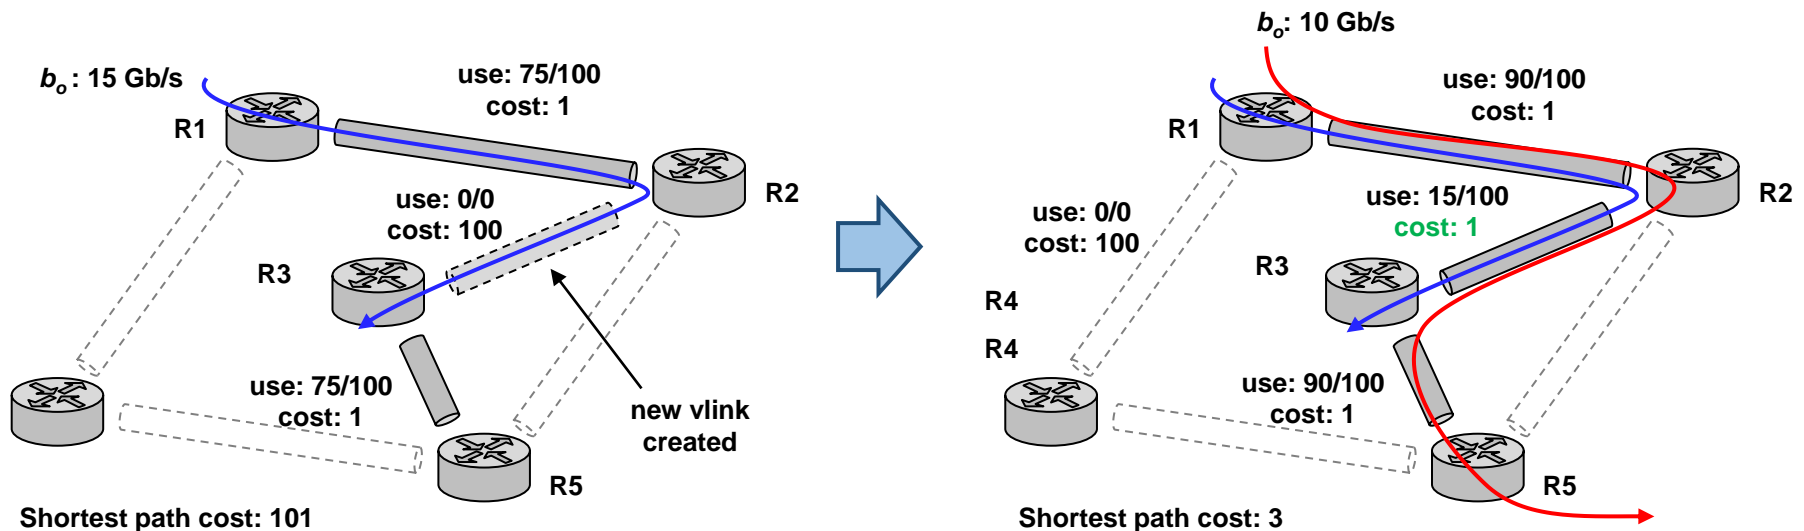 b_o : 15 Gb/s
use: 75/100
cost: 1
R1
R2
use: 0/0
cost: 100
R3
use: 75/100
cost: 1
new vlink
created
R5
Shortest path cost: 101
b_o: 10 Gb/s
use: 90/100
cost: 1
R1
R2
use: 15/100
cost: 1
use: 0/0
cost: 100
R3
R4
R4
use: 90/100
cost: 1
R5
Shortest path cost: 3